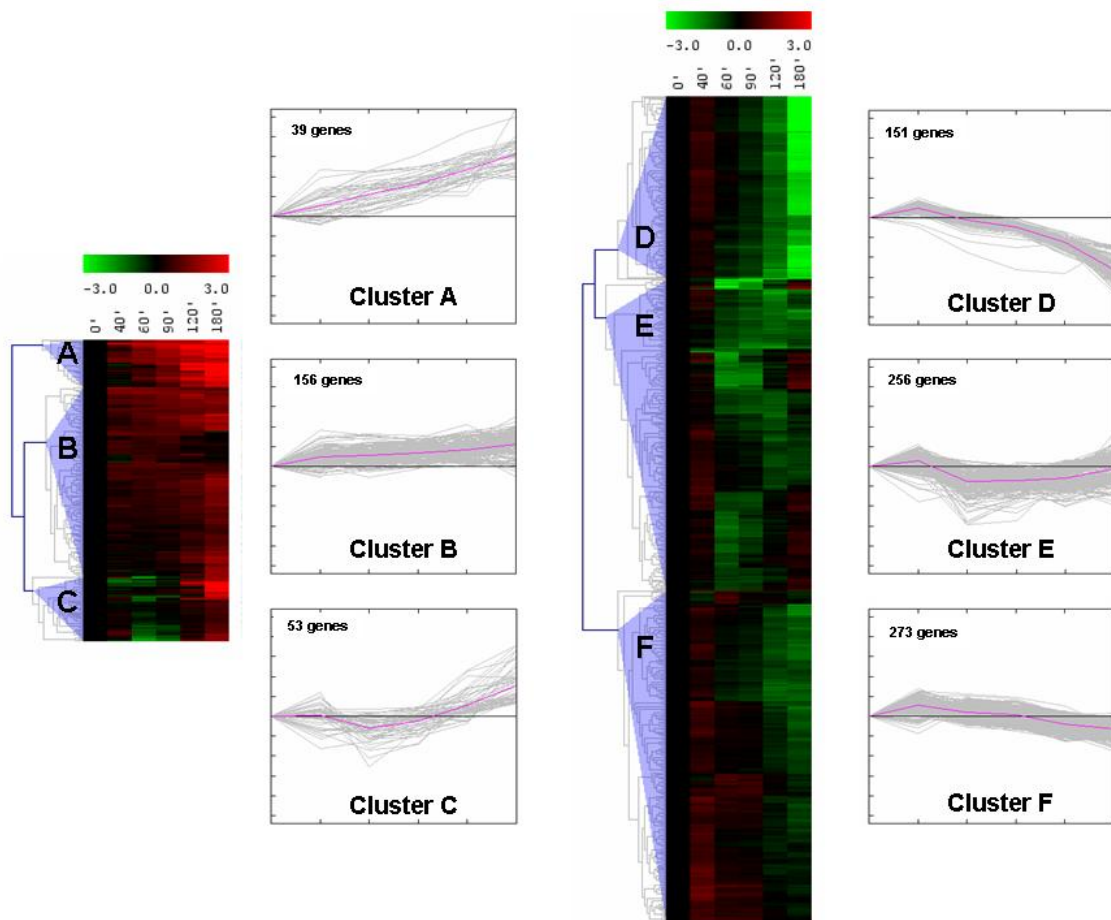 -3.0 0.0 3.0
0' 40' 60' 90' 120' 180'
A
B
C
39 genes
Cluster A
156 genes
Cluster B
53 genes
Cluster C
-3.0 0.0 3.0
0' 40' 60' 90' 120' 180'
D
E
F
151 genes
Cluster D
256 genes
Cluster E
273 genes
Cluster F